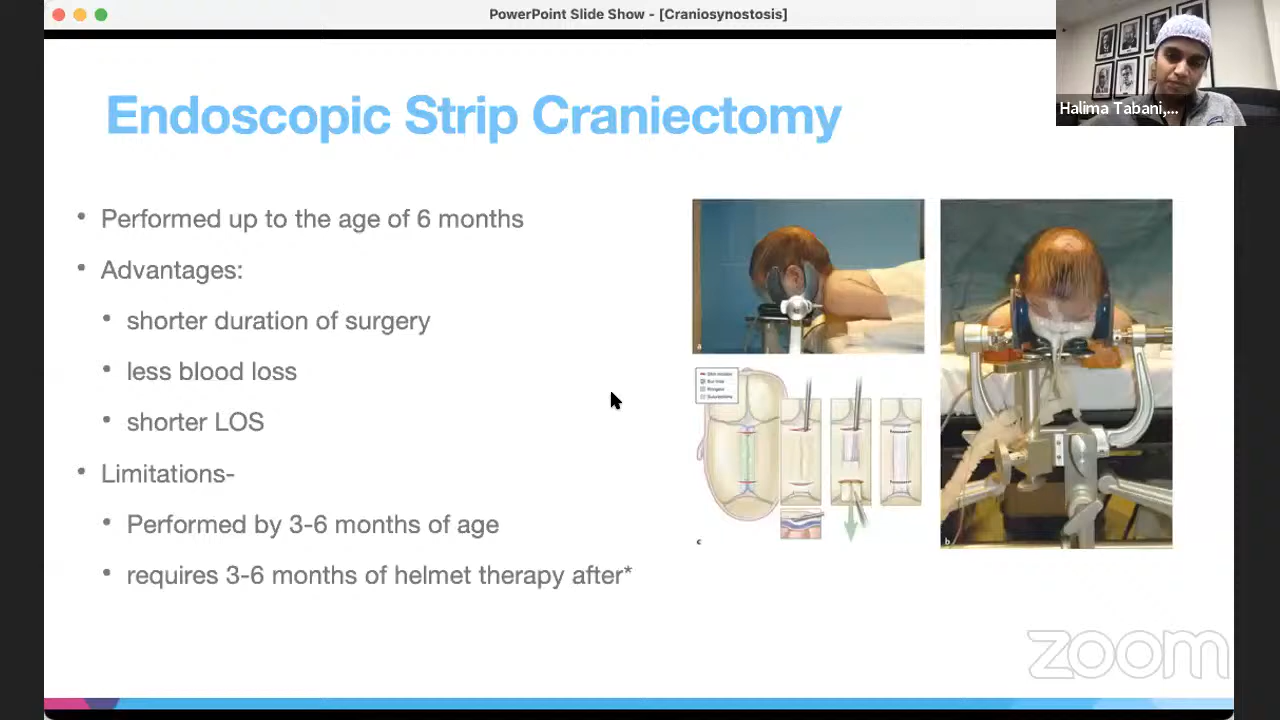 PowerPoint Slide Show - [Craniosynostosis]
Halima Tabani,...
Endoscopic Strip Craniectomy
• Performed up to the age of 6 months
• Advantages:
• shorter duration of surgery
• less blood loss
• shorter LOS
• Limitations-
• Performed by 3-6 months of age
• requires 3-6 months of helmet therapy after*
a
b
c
zoom